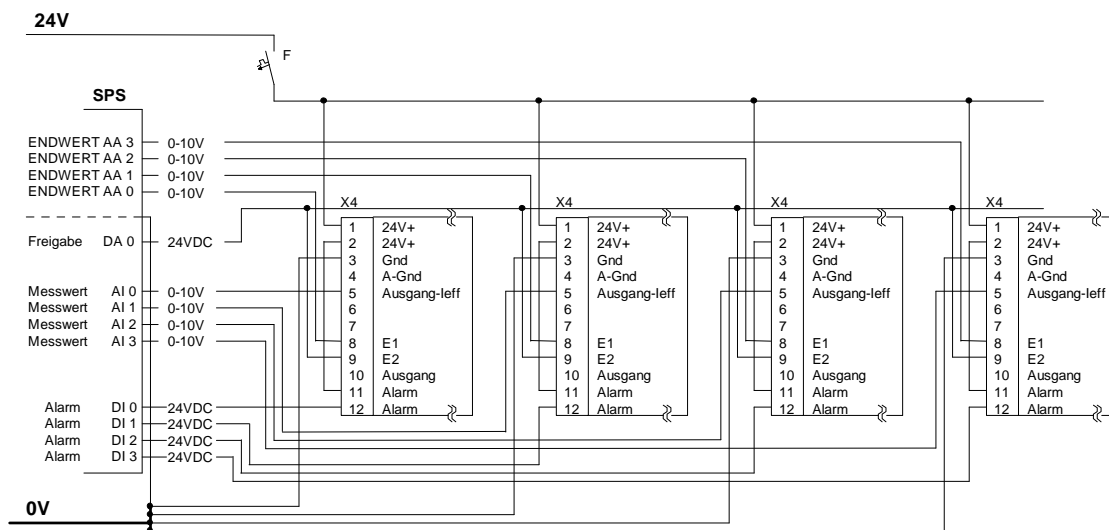 24V
F
SPS
ENDWERT AA 3 0-10V
ENDWERT AA 2 0-10V
ENDWERT AA 1 0-10V
ENDWERT AA 0 0-10V
X4 X4 X4 X4
Freigabe DA 0 24VDC
1 24V+ 1 24V+ 1 24V+ 1 24V+
2 24V+ 2 24V+ 2 24V+ 2 24V+
3 Gnd 3 Gnd 3 Gnd 3 Gnd
4 A-Gnd 4 A-Gnd 4 A-Gnd 4 A-Gnd
Messwert AI 0 0-10V 5 Ausgang-Ieff 5 Ausgang-Ieff 5 Ausgang-Ieff 5 Ausgang-Ieff
Messwert AI 1 0-10V 6 6 6 6
Messwert AI 2 0-10V 7 7 7 7
Messwert AI 3 0-10V 8 E1 8 E1 8 E1 8 E1
9 E2 9 E2 9 E2 9 E2
10 Ausgang 10 Ausgang 10 Ausgang 10 Ausgang
11 Alarm 11 Alarm 11 Alarm 11 Alarm
Alarm DI 0 24VDC 12 Alarm 12 Alarm 12 Alarm 12 Alarm
Alarm DI 1 24VDC
Alarm DI 2 24VDC
Alarm DI 3 24VDC
0V